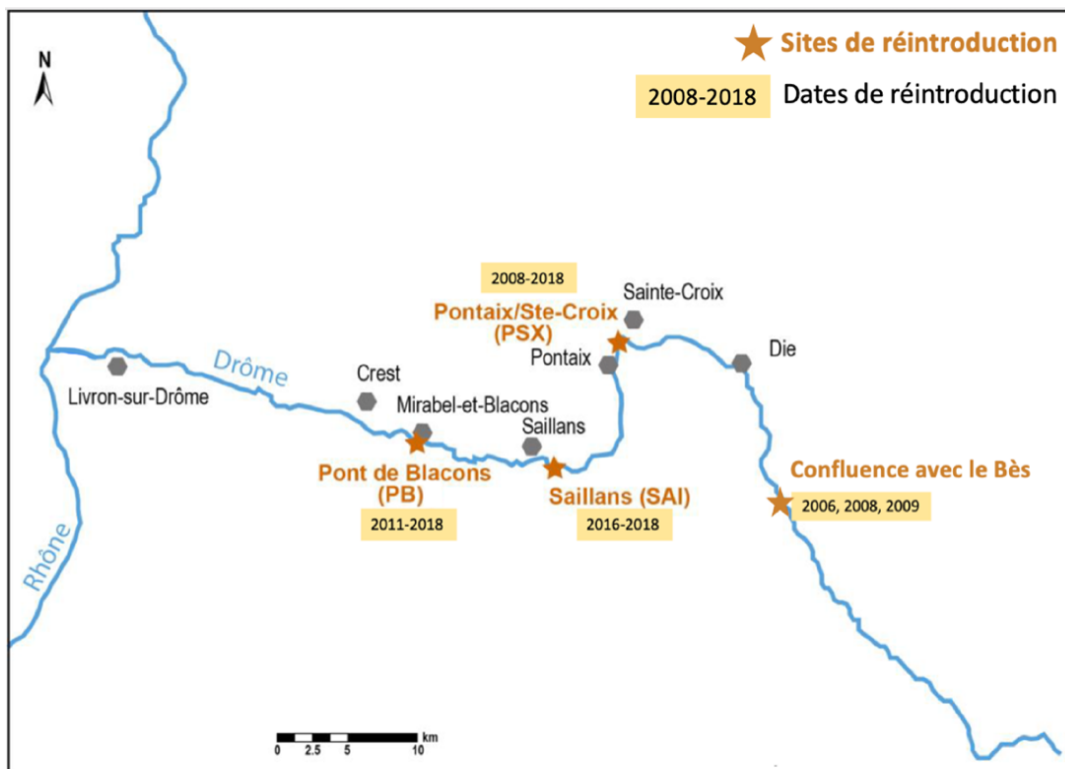 N
Sites de réintroduction
2008-2018
Dates de réintroduction
2008-2018
Pontaix/Ste-Croix
(PSX)
Sainte-Croix
Pontaix
Die
Drôme
Livron-sur-Drôme
Crest
Mirabel-et-Blacons
Saillans
Pont de Blacons
(PB)
2011-2018
Saillans (SAI)
2016-2018
Confluence avec le Bès
2006, 2008, 2009
Rhône
km
0 2.5 5 10